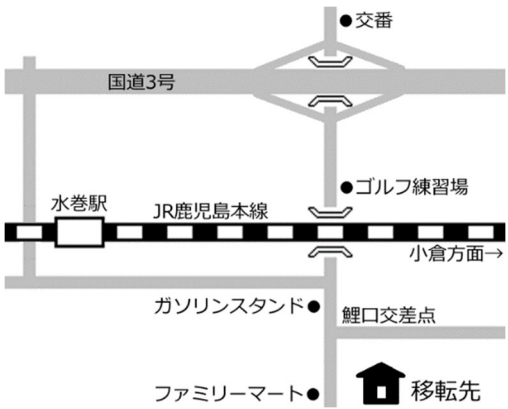 交番
国道3号
ゴルフ練習場
水巻駅
JR鹿児島本線
小倉方面→
ガソリンスタンド
鯉口交差点
ファミリーマート
移転先